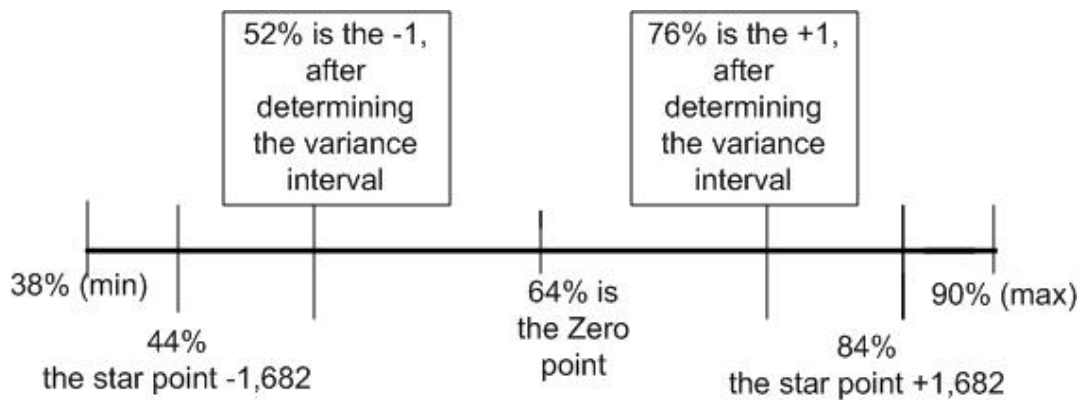 52% is the -1,
after
determining
the variance
interval
76% is the +1,
after
determining
the variance
interval
38% (min)
44%
the star point -1,682
64% is
the Zero
point
84%
the star point +1,682
90% (max)